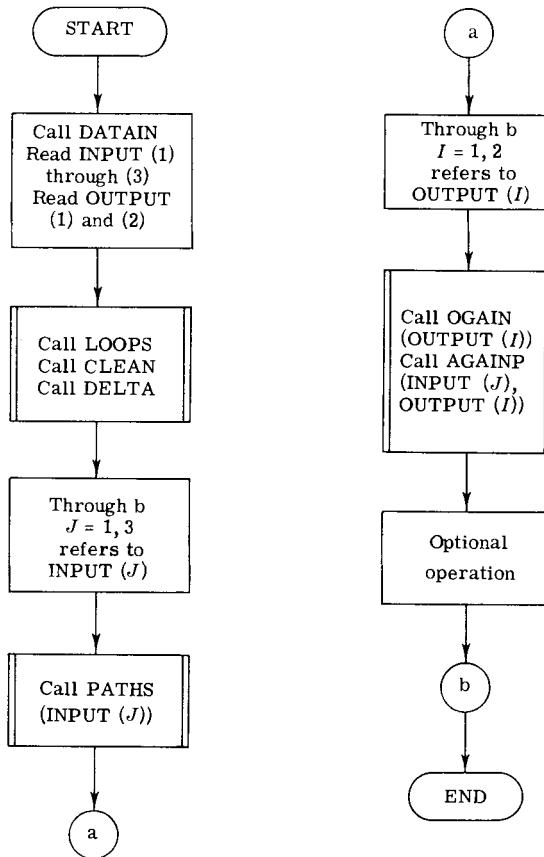 START
Call DATAIN
Read INPUT (1)
through (3)
Read OUTPUT
(1) and (2)
Call LOOPS
Call CLEAN
Call DELTA
Through b
J = 1, 3
refers to
INPUT (J)
Call PATHS
(INPUT (J))
a
a
Through b
I = 1, 2
refers to
OUTPUT (I)
Call OGAIN
(OUTPUT (I))
Call AGAINP
(INPUT (J),
OUTPUT (I))
Optional
operation
b
END